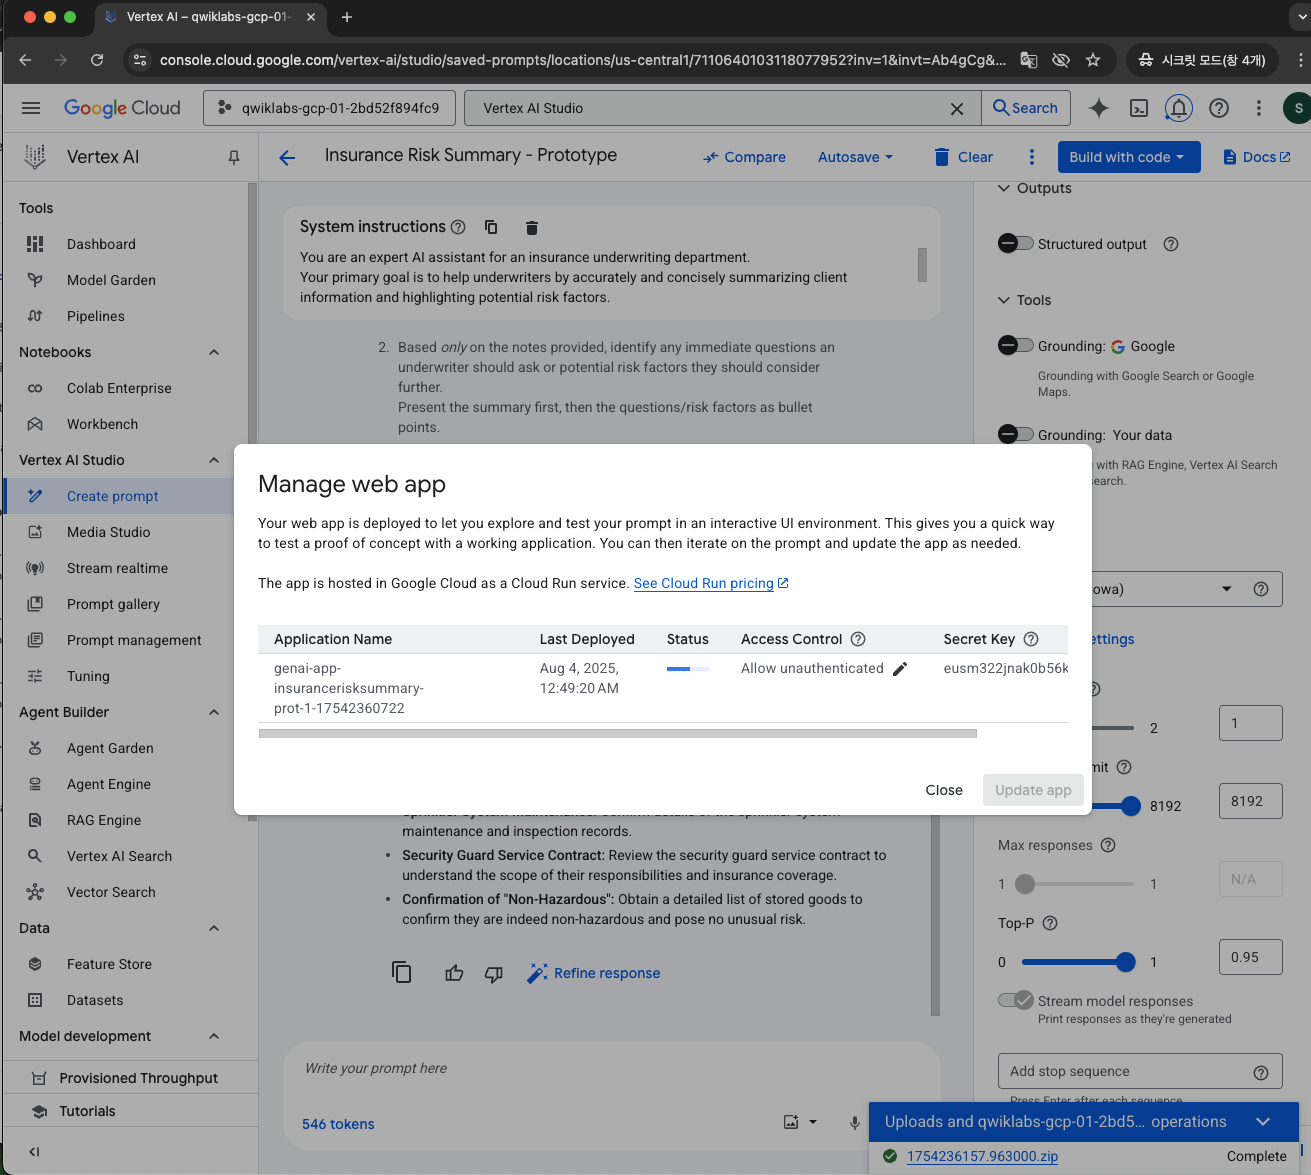 Vertex AI – qwiklabs-gcp-01-
console.cloud.google.com/vertex-ai/studio/saved-prompts/locations/us-central1/7110640103118077952?inv=1&invt=Ab4gCg&...
시크릿 모드(창 4개)
Google Cloud
qwiklabs-gcp-01-2bd52f894fc9
Vertex AI Studio
Search
S
Vertex AI
Insurance Risk Summary - Prototype
Compare
Autosave
Clear
Build with code
Docs
Tools
Dashboard
Model Garden
Pipelines
Notebooks
Colab Enterprise
Workbench
Vertex AI Studio
Create prompt
Media Studio
Stream realtime
Prompt gallery
Prompt management
Tuning
Agent Builder
Agent Garden
Agent Engine
RAG Engine
Vertex AI Search
Vector Search
Data
Feature Store
Datasets
Model development
Provisioned Throughput
Tutorials
System instructions
You are an expert AI assistant for an insurance underwriting department.
Your primary goal is to help underwriters by accurately and concisely summarizing client
information and highlighting potential risk factors.
2. Based only on the notes provided, identify any immediate questions an
underwriter should ask or potential risk factors they should consider
further.
Present the summary first, then the questions/risk factors as bullet
points.
Manage web app
Your web app is deployed to let you explore and test your prompt in an interactive UI environment. This gives you a quick way
to test a proof of concept with a working application. You can then iterate on the prompt and update the app as needed.
The app is hosted in Google Cloud as a Cloud Run service. See Cloud Run pricing
Application Name Last Deployed Status Access Control Secret Key
genai-app-
insurancerisksummary-
prot-1-17542360722
Aug 4, 2025,
12:49:20 AM
Allow unauthenticated
eusm322jnak0b56k
Close
Update app
maintenance and inspection records.
• Security Guard Service Contract: Review the security guard service contract to
understand the scope of their responsibilities and insurance coverage.
• Confirmation of "Non-Hazardous": Obtain a detailed list of stored goods to
confirm they are indeed non-hazardous and pose no unusual risk.
Refine response
Write your prompt here
546 tokens
Outputs
Structured output
Tools
Grounding: Google
Grounding with Google Search or Google
Maps.
Grounding: Your data
with RAG Engine, Vertex AI Search
earch.
owa)
ettings
2
1
mit
8192
8192
Max responses
1
1
N/A
Top-P
0
1
0.95
Stream model responses
Print responses as they're generated
Add stop sequence
Press Enter after each sequence
Uploads and qwiklabs-gcp-01-2bd5... operations
1754236157.963000.zip
Complete